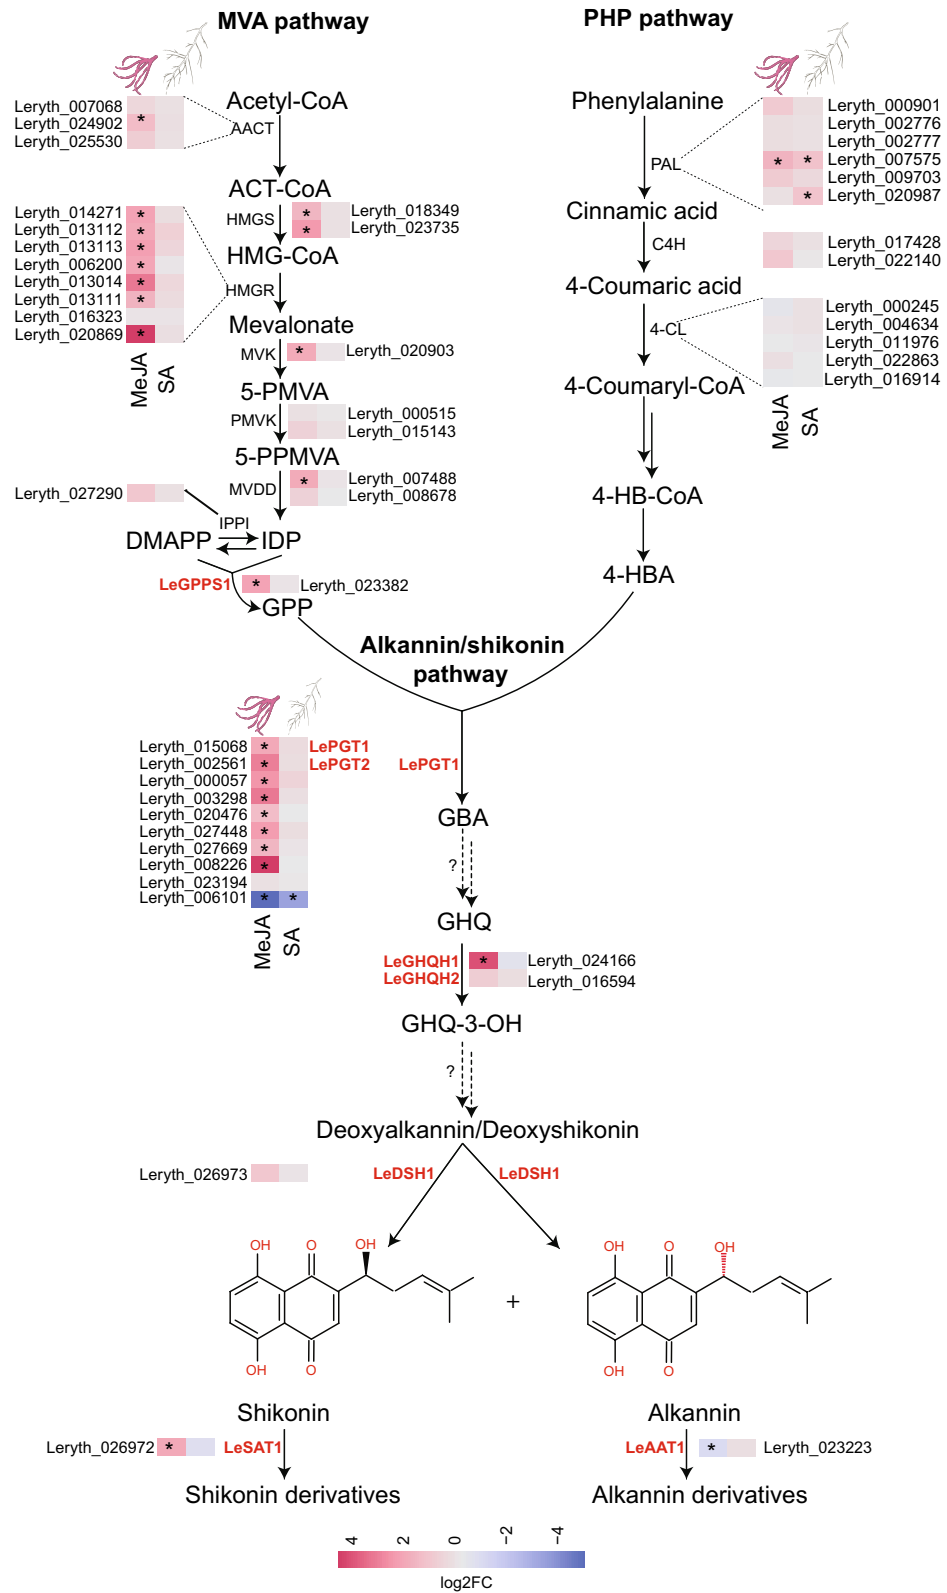 MVA pathway
PHP pathway
Leryth_007068
Leryth_024902
*
Leryth_025530
Acetyl-CoA
AACT
ACT-CoA
Leryth_014271
*
Leryth_013112
*
Leryth_013113
*
Leryth_006200
*
Leryth_013014
*
Leryth_013111
*
Leryth_016323
Leryth_020869
*
MeJA
SA
HMGS
*
Leryth_018349
*
Leryth_023735
HMG-CoA
HMGR
Mevalonate
MVK
*
Leryth_020903
5-PMVA
PMVK
Leryth_000515
Leryth_015143
5-PPMVA
MVDD
*
Leryth_007488
Leryth_008678
Leryth_027290
IPPI
DMAPP
IDP
LeGPPS1
*
Leryth_023382
GPP
Phenylalanine
PAL
Leryth_000901
Leryth_002776
Leryth_002777
* *
Leryth_007575
Leryth_009703
*
Leryth_020987
Cinnamic acid
C4H
Leryth_017428
Leryth_022140
4-Coumaric acid
4-CL
Leryth_000245
Leryth_004634
Leryth_011976
Leryth_022863
Leryth_016914
MeJA
SA
4-Coumaryl-CoA
4-HB-CoA
4-HBA
Alkannin/shikonin
pathway
Leryth_015068
*
LePGT1
Leryth_002561
*
LePGT2
Leryth_000057
*
Leryth_003298
*
Leryth_020476
*
Leryth_027448
*
Leryth_027669
*
Leryth_008226
*
Leryth_023194
Leryth_006101
* *
MeJA
SA
LePGT1
GBA
?
GHQ
LeGHQH1
*
Leryth_024166
LeGHQH2
Leryth_016594
GHQ-3-OH
?
Deoxyalkannin/Deoxyshikonin
Leryth_026973
LeDSH1
LeDSH1
OH
O
OH
OH
O
+
OH
O
OH
OH
O
Shikonin
Alkannin
Leryth_026972
*
LeSAT1
LeAAT1
*
Leryth_023223
Shikonin derivatives
Alkannin derivatives
4
2
0
−2
−4
log2FC